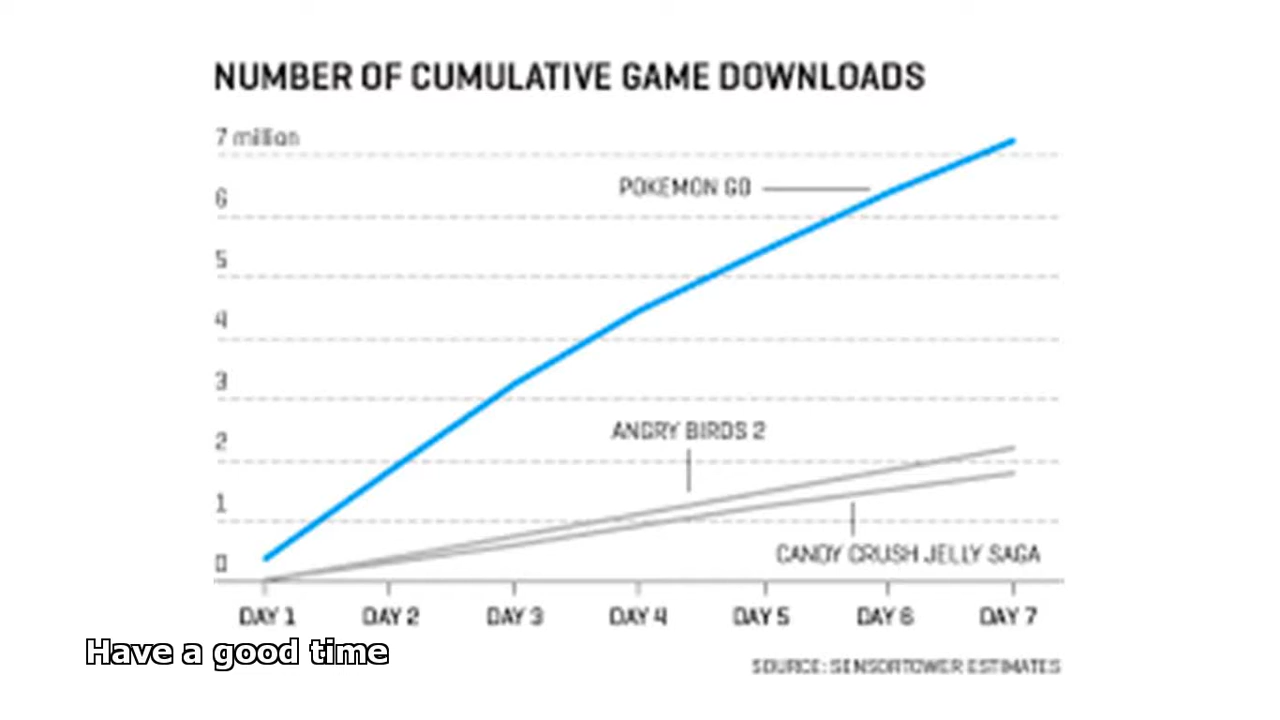 NUMBER OF CUMULATIVE GAME DOWNLOADS
7 million
POKEMON GO
6
5
4
3
ANGRY BIRDS 2
2
1
CANDY CRUSH JELLY SAGA
0
DAY 1 DAY 2 DAY 3 DAY 4 DAY 5 DAY 6 DAY 7
Have a good time
SOURCE: SENSORTOWER ESTIMATES